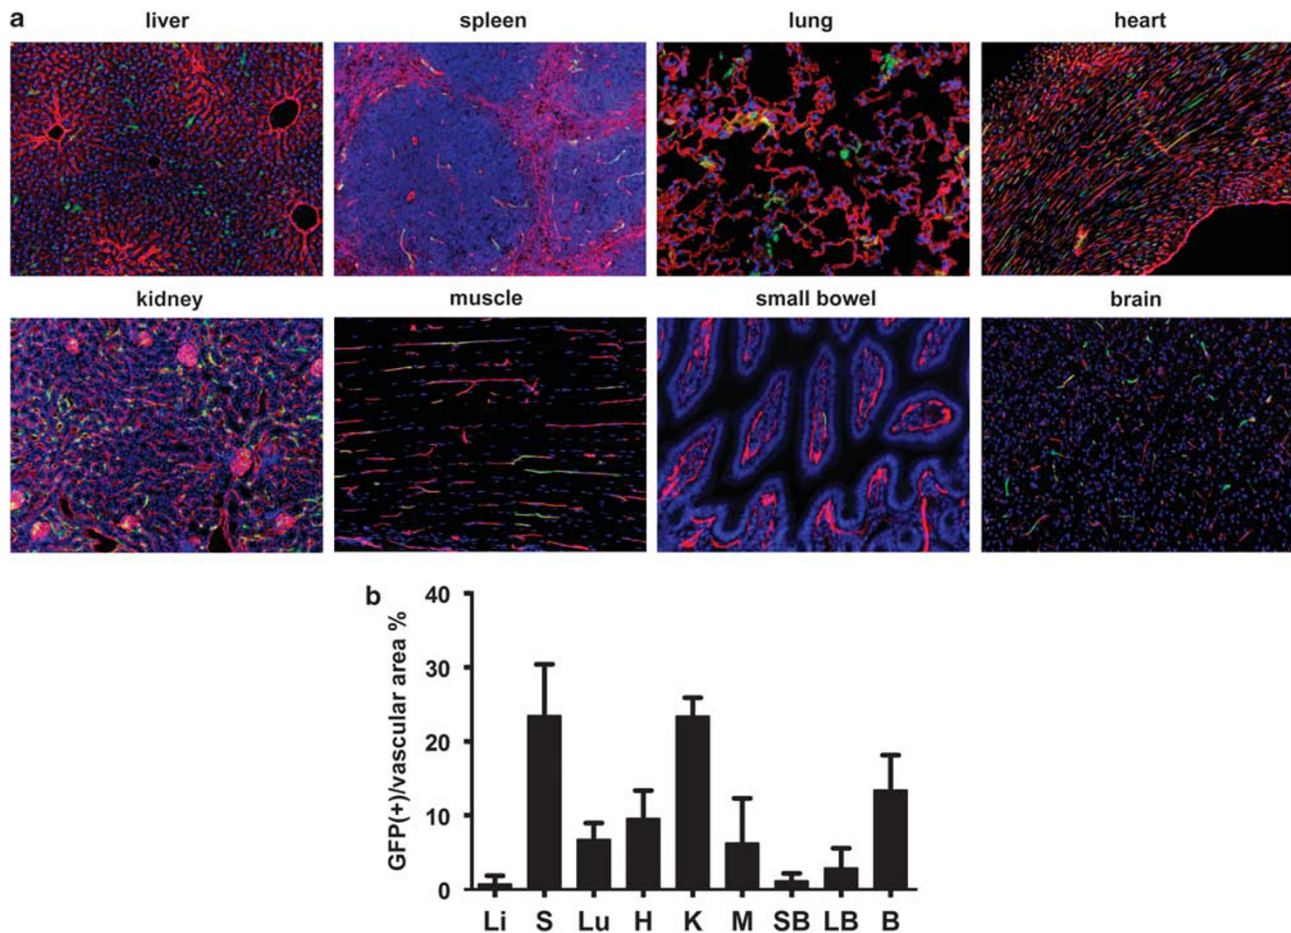 a
liver spleen lung heart
kidney muscle small bowel brain
b
GFP(+)/vascular area %
40
30
20
10
0
Li S Lu H K M SB LB B